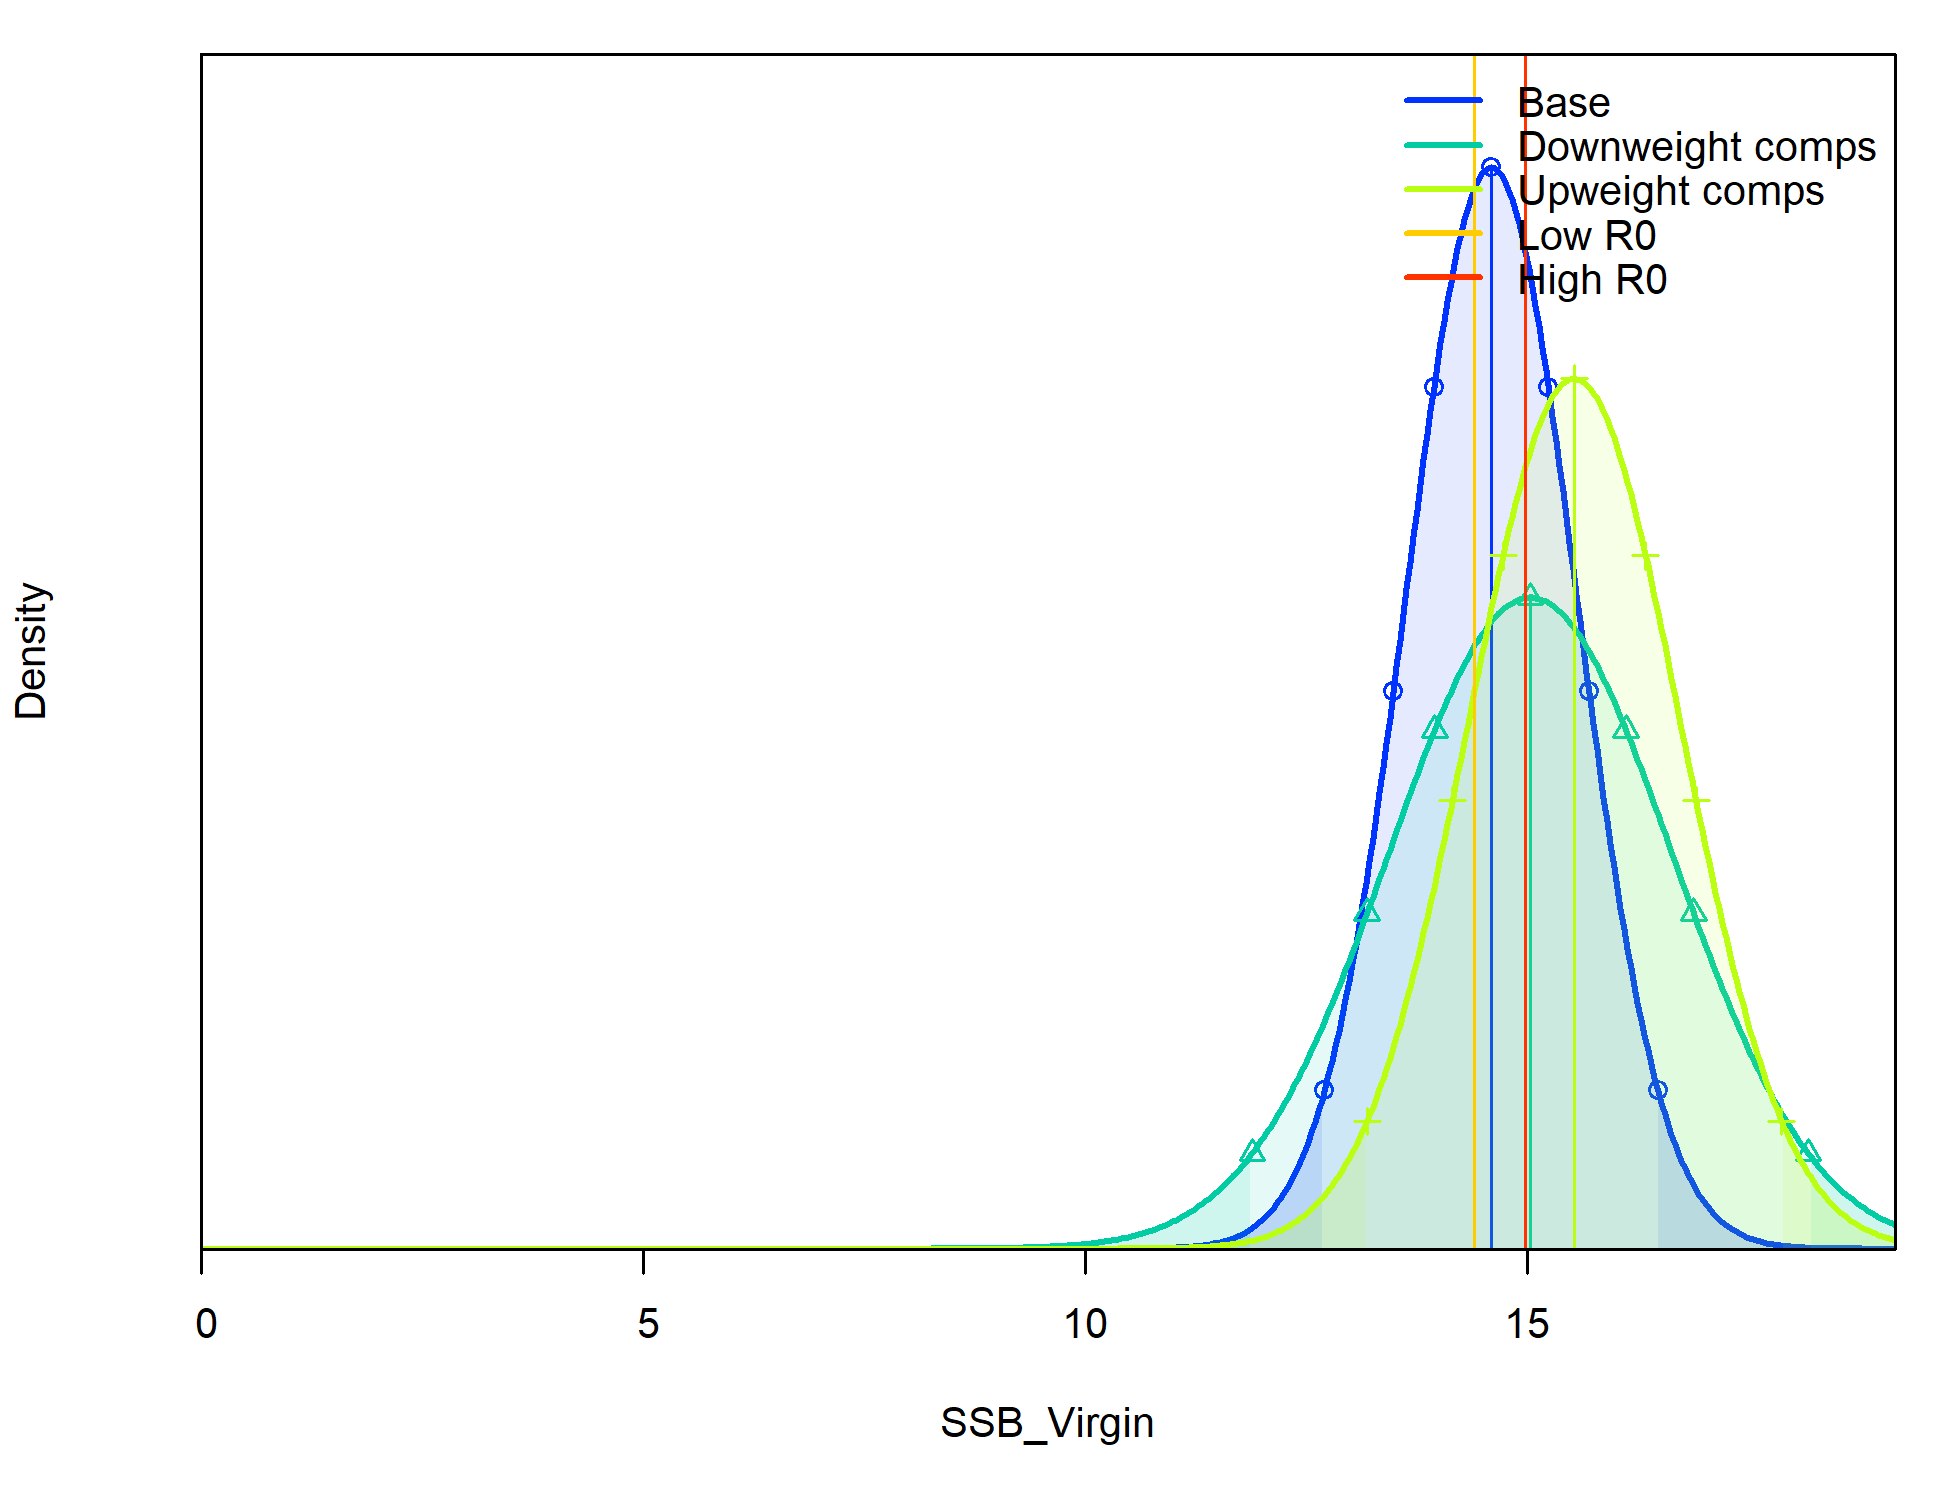 Base
Downweight comps
Upweight comps
Low R0
High R0
Density
0 5 10 15
SSB_Virgin